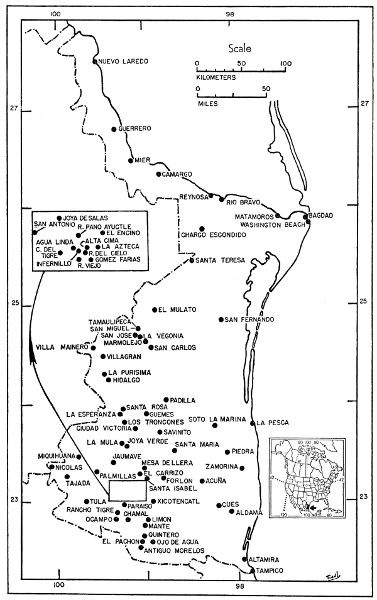 100 98
Scale
0 50 100
KILOMETERS
0 50
MILES
NUEVO LAREDO
27 27
GUERRERO
MIER
CAMARGO
REYNOSA
RIO BRAVO
MATAMOROS
BAGDAD
WASHINGTON BEACH
CHARCO ESCONDIDO
SANTA TERESA
JOYA DE SALAS
SAN ANTONIO
R. PANO AYUCTLE
EL ENCINO
AGUA LINDA
ALTA CIMA
LA AZTECA
C. DEL TIGRE
R. DEL CIELO
INFERNILLO
GOMEZ FARIAS
R. VIEJO
25 25
EL MULATO
SAN FERNANDO
TAMAULIPECA
SAN MIGUEL
SAN JOSE
LA VEGONIA
MARMOLEJO
SAN CARLOS
VILLA MAINERO
VILLAGRAN
LA PURISIMA
HIDALGO
PADILLA
SANTA ROSA
LA ESPERANZA
GUEMES
LOS TRONCONES
SOTO LA MARINA
LA PESCA
CIUDAD VICTORIA
SAVINITO
LA MULA
JOYA VERDE
SANTA MARIA
PIEDRA
MIQUIHUANA
JAUMAVE
MESA DE LLERA
ZAMORINA
NICOLAS
PALMILLAS
EL CARRIZO
FORLON
ACUÑA
TAJADA
SANTA ISABEL
23 23
TULA
XICOTENCATL
PARAISO
CUES
RANCHO TIGRE
CHAMAL
ALDAMA
OCAMPO
LIMON
MANTE
QUINTERO
EL PACHON
OJO DE AGUA
ANTIGUO MORELOS
ALTAMIRA
TAMPICO
100 98